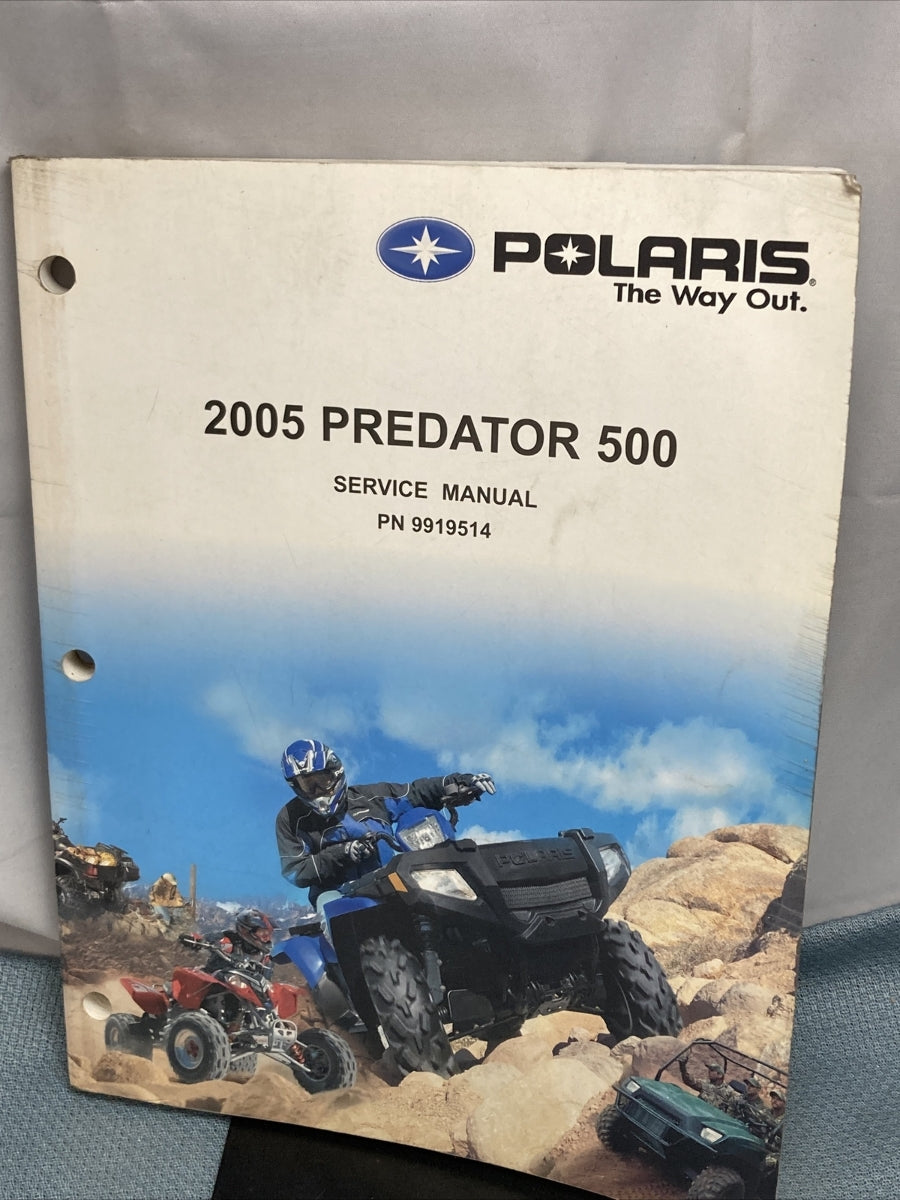 POLARIS®
The Way Out.
2005 PREDATOR 500
SERVICE MANUAL
PN 9919514
POLARIS